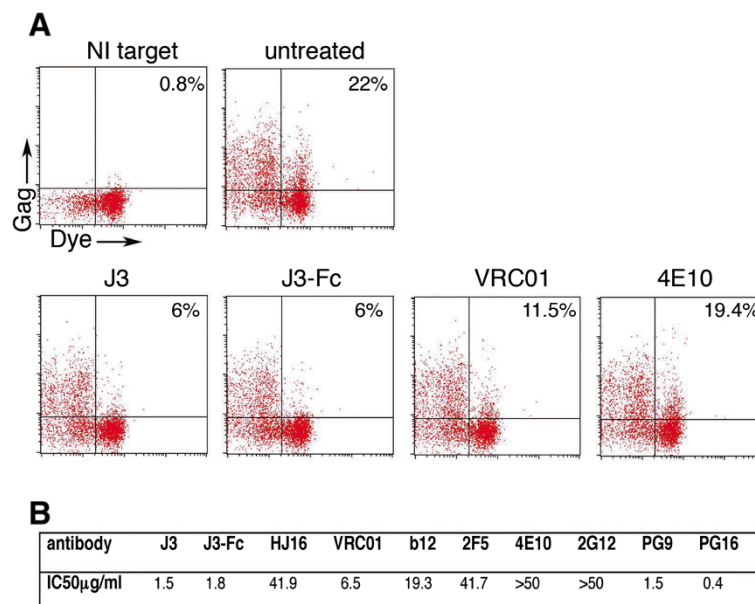 A
NI target
untreated
0.8%
22%
Gag
Dye
J3
J3-Fc
VRC01
4E10
6%
6%
11.5%
19.4%
B
antibody J3 J3-Fc HJ16 VRC01 b12 2F5 4E10 2G12 PG9 PG16
IC50µg/ml 1.5 1.8 41.9 6.5 19.3 41.7 >50 >50 1.5 0.4